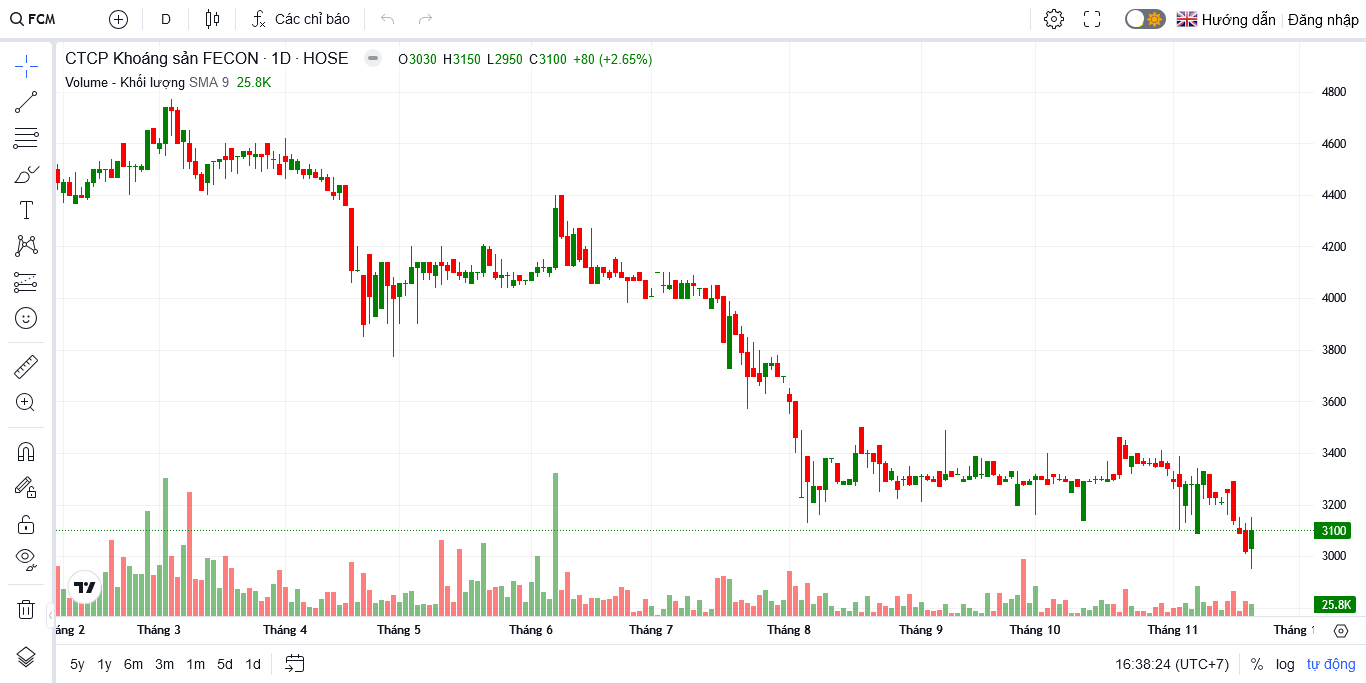 FCM D Các chỉ báo Hướng dẫn Đăng nhập
CTCP Khoáng sản FECON · 1D · HOSE O3030 H3150 L2950 C3100 +80 (+2.65%)
Volume - Khối lượng SMA 9 25.8K
4800
4600
4400
4200
4000
3800
3600
3400
3200
3100
3000
25.8K
áng 2 Tháng 3 Tháng 4 Tháng 5 Tháng 6 Tháng 7 Tháng 8 Tháng 9 Tháng 10 Tháng 11 Tháng 1
5y 1y 6m 3m 1m 5d 1d 16:38:24 (UTC+7) % log tự động